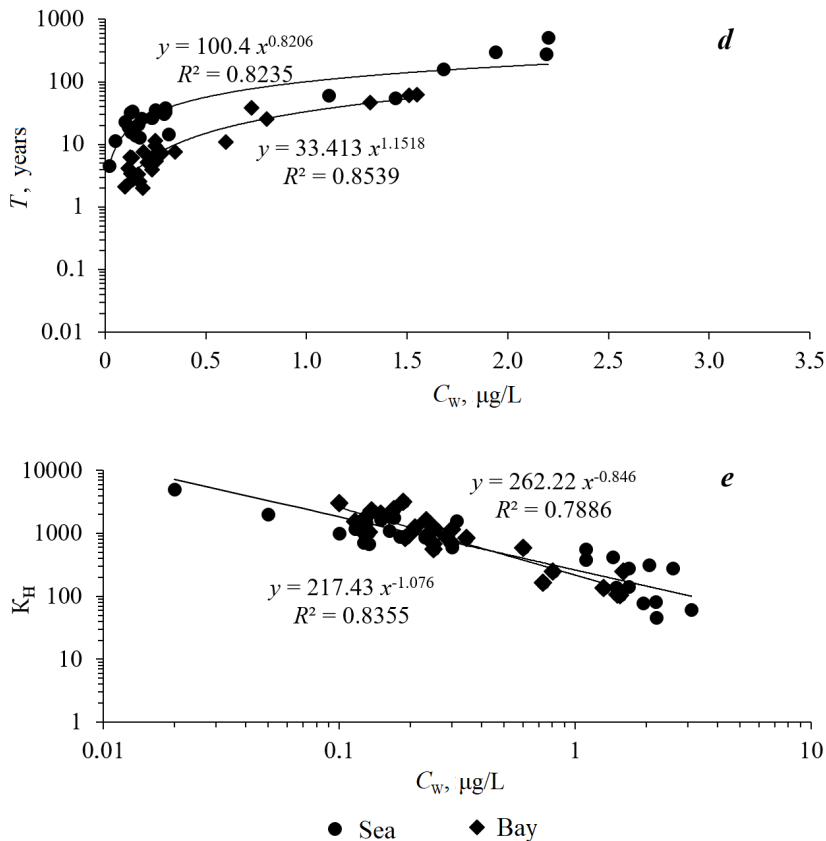 1000
100
10
1
0.1
0.01
T, years
y = 100.4 x^0.8206
R² = 0.8235
d
y = 33.413 x^1.1518
R² = 0.8539
0 0.5 1.0 1.5 2.0 2.5 3.0 3.5
C_W, μg/L
10000
1000
100
10
1
K_H
y = 262.22 x^-0.846
R² = 0.7886
e
y = 217.43 x^-1.076
R² = 0.8355
0.01 0.1 1 10
C_W, μg/L
Sea Bay